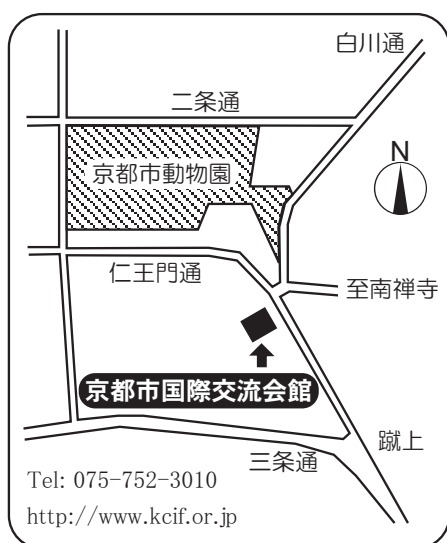 白川通
二条通
N
京都市動物園
仁王門通
至南禅寺
京都市国際交流会館
三条通
蹴上
Tel: 075-752-3010
http://www.kcif.or.jp